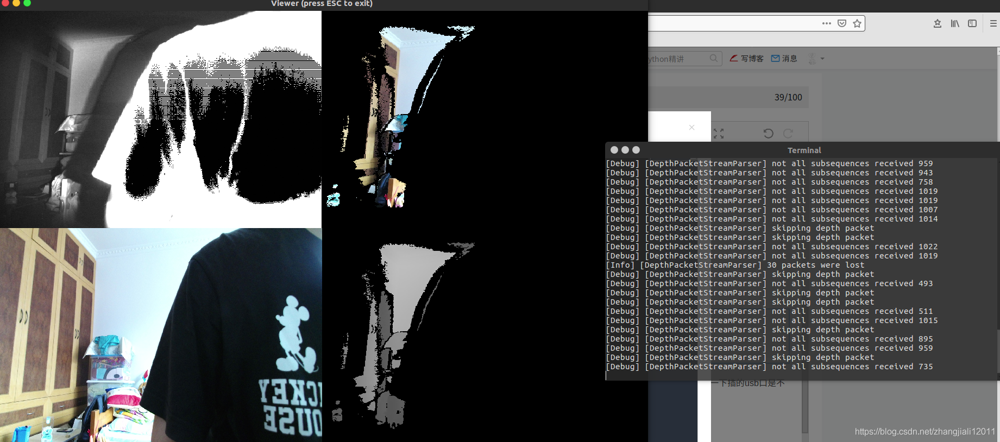 Viewer (press ESC to exit)
ython精讲
写博客
消息
39/100
×
Terminal
[Debug] [DepthPacketStreamParser] not all subsequences received 959
[Debug] [DepthPacketStreamParser] not all subsequences received 943
[Debug] [DepthPacketStreamParser] not all subsequences received 758
[Debug] [DepthPacketStreamParser] not all subsequences received 1019
[Debug] [DepthPacketStreamParser] not all subsequences received 1019
[Debug] [DepthPacketStreamParser] not all subsequences received 1007
[Debug] [DepthPacketStreamParser] not all subsequences received 1014
[Debug] [DepthPacketStreamParser] skipping depth packet
[Debug] [DepthPacketStreamParser] skipping depth packet
[Debug] [DepthPacketStreamParser] not all subsequences received 1022
[Debug] [DepthPacketStreamParser] not all subsequences received 1019
[Info] [DepthPacketStreamParser] 30 packets were lost
[Debug] [DepthPacketStreamParser] skipping depth packet
[Debug] [DepthPacketStreamParser] not all subsequences received 493
[Debug] [DepthPacketStreamParser] skipping depth packet
[Debug] [DepthPacketStreamParser] skipping depth packet
[Debug] [DepthPacketStreamParser] not all subsequences received 511
[Debug] [DepthPacketStreamParser] not all subsequences received 1015
[Debug] [DepthPacketStreamParser] skipping depth packet
[Debug] [DepthPacketStreamParser] not all subsequences received 895
[Debug] [DepthPacketStreamParser] not all subsequences received 959
[Debug] [DepthPacketStreamParser] skipping depth packet
[Debug] [DepthPacketStreamParser] not all subsequences received 735
一下插的usb口是不
ICKEY
OUSE
https://blog.csdn.net/zhangjiali12011